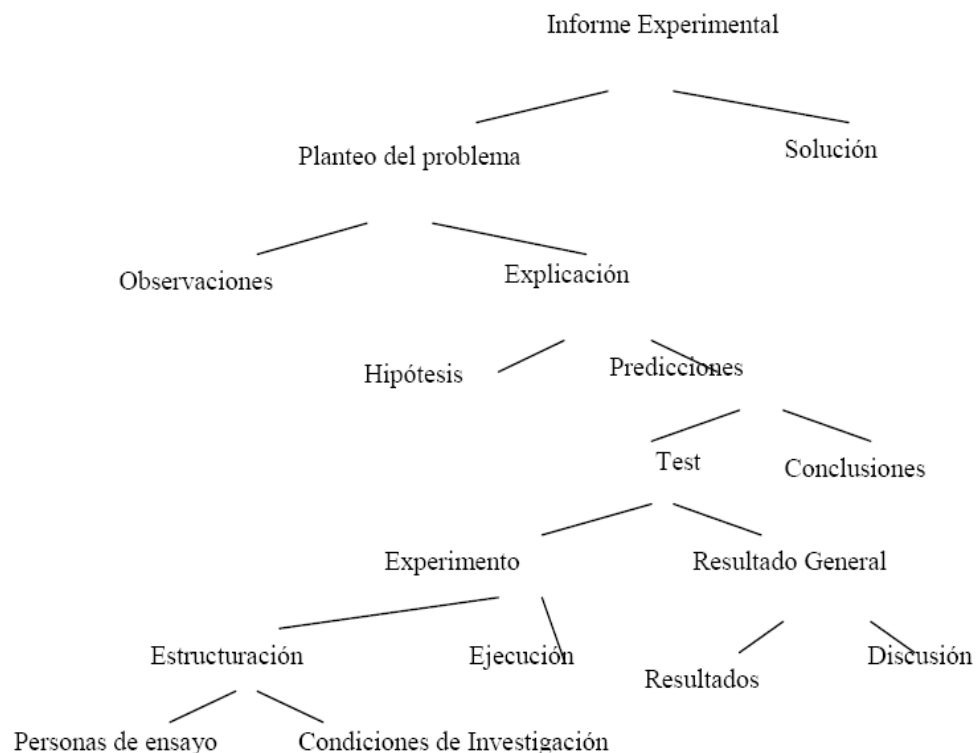 Informe Experimental
Planteo del problema
Solución
Observaciones
Explicación
Hipótesis
Predicciones
Test
Conclusiones
Experimento
Resultado General
Estructuración
Ejecución
Resultados
Discusión
Personas de ensayo
Condiciones de Investigación